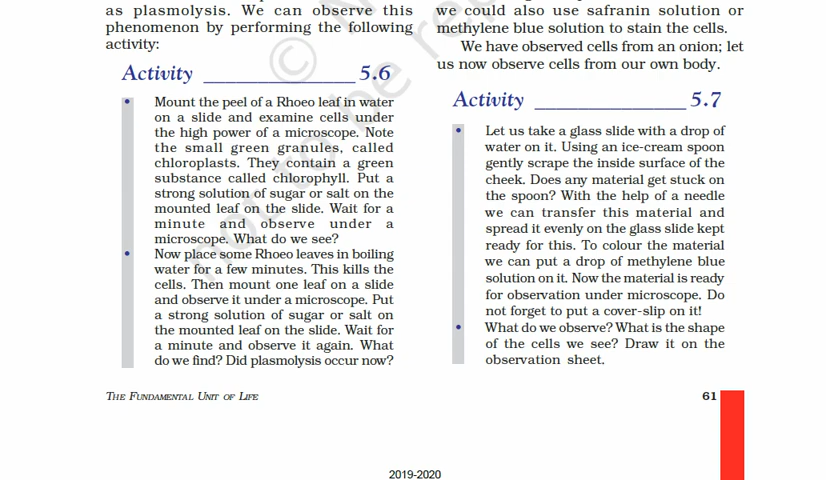 as plasmolysis. We can observe this
phenomenon by performing the following
activity:
Activity _______________ 5.6
• Mount the peel of a Rhoeo leaf in water
on a slide and examine cells under
the high power of a microscope. Note
the small green granules, called
chloroplasts. They contain a green
substance called chlorophyll. Put a
strong solution of sugar or salt on the
mounted leaf on the slide. Wait for a
minute and observe under a
microscope. What do we see?
• Now place some Rhoeo leaves in boiling
water for a few minutes. This kills the
cells. Then mount one leaf on a slide
and observe it under a microscope. Put
a strong solution of sugar or salt on
the mounted leaf on the slide. Wait for
a minute and observe it again. What
do we find? Did plasmolysis occur now?
we could also use safranin solution or
methylene blue solution to stain the cells.
We have observed cells from an onion; let
us now observe cells from our own body.
Activity _______________ 5.7
• Let us take a glass slide with a drop of
water on it. Using an ice-cream spoon
gently scrape the inside surface of the
cheek. Does any material get stuck on
the spoon? With the help of a needle
we can transfer this material and
spread it evenly on the glass slide kept
ready for this. To colour the material
we can put a drop of methylene blue
solution on it. Now the material is ready
for observation under microscope. Do
not forget to put a cover-slip on it!
• What do we observe? What is the shape
of the cells we see? Draw it on the
observation sheet.
THE FUNDAMENTAL UNIT OF LIFE
61
2019-2020
©
not to be rep